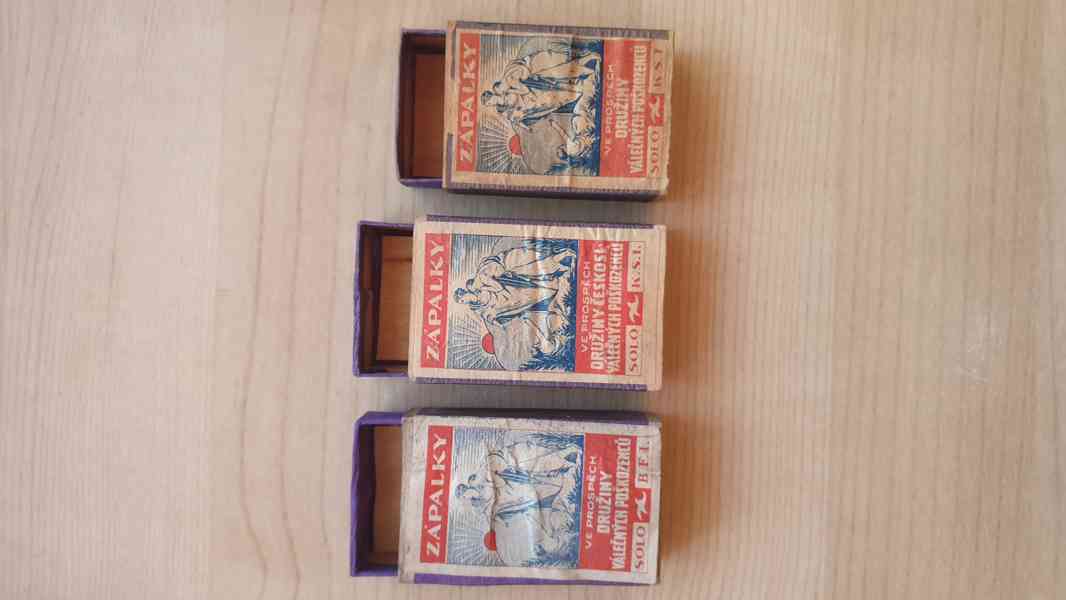 ZÁPALKY
VE PROSPĚCH
DRUŽINY
VÁLEČNÝCH POŠKOZENCŮ
SOLO B.F.I.
ZÁPALKY
VE PROSPĚCH
DRUŽINY ČESKOSL.
VÁLEČNÝCH POŠKOZENCŮ
SOLO K.S.I.
ZÁPALKY
VE PROSPĚCH
DRUŽINY
VÁLEČNÝCH POŠKOZENCŮ
SOLO K.S.I.